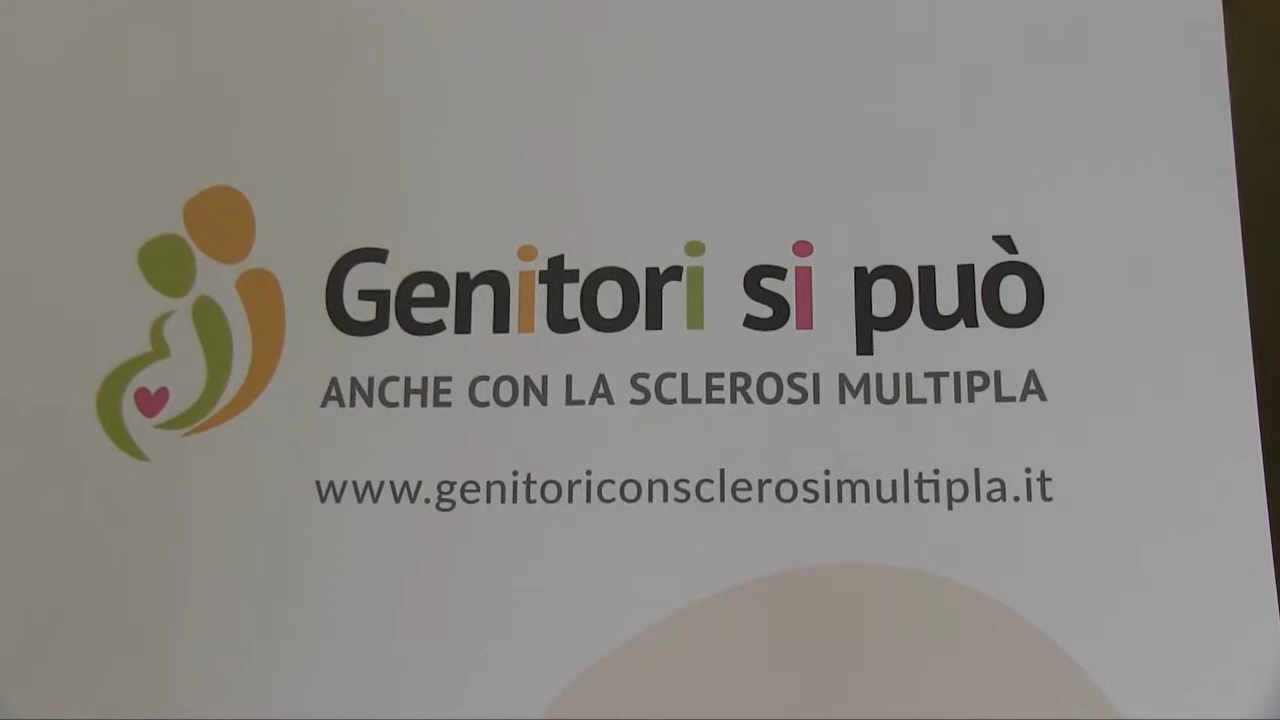 Genitori si può
ANCHE CON LA SCLEROSI MULTIPLA
www.genitoriconsclerosimultipla.it